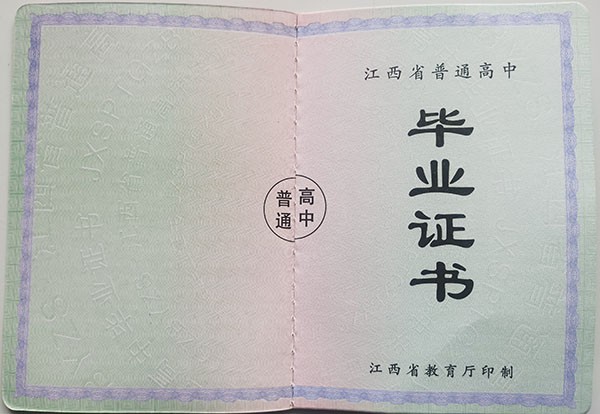 江西省普通高中
毕业证书
普通
高中
江西省教育厅印制